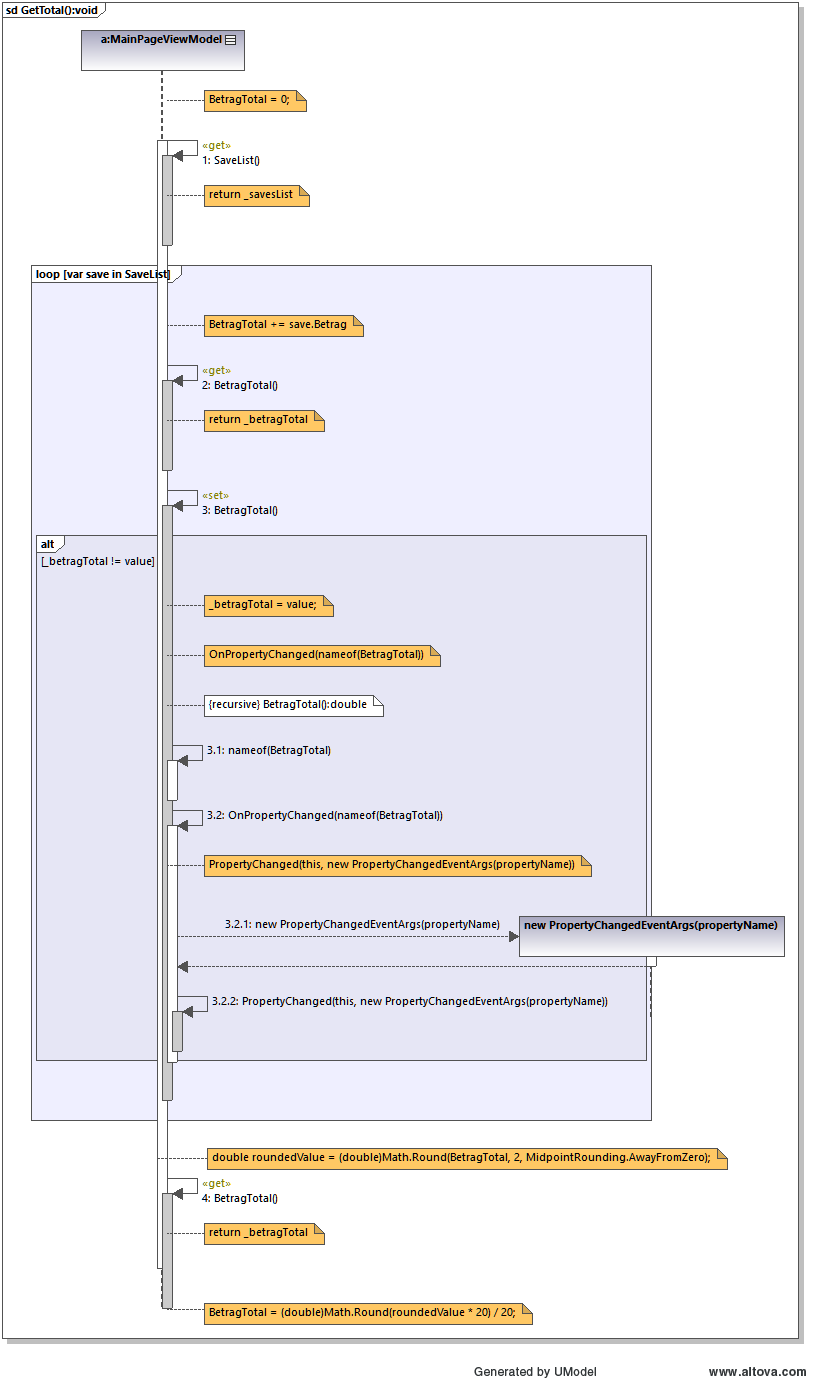 sd GetTotal():void
a:MainPageViewModel
BetragTotal = 0;
«get»
1: SaveList()
return _savesList
loop [var save in SaveList]
BetragTotal += save.Betrag
«get»
2: BetragTotal()
return _betragTotal
«set»
3: BetragTotal()
alt
[_betragTotal != value]
_betragTotal = value;
OnPropertyChanged(nameof(BetragTotal))
{recursive} BetragTotal():double
3.1: nameof(BetragTotal)
3.2: OnPropertyChanged(nameof(BetragTotal))
PropertyChanged(this, new PropertyChangedEventArgs(propertyName))
3.2.1: new PropertyChangedEventArgs(propertyName)
new PropertyChangedEventArgs(propertyName)
3.2.2: PropertyChanged(this, new PropertyChangedEventArgs(propertyName))
double roundedValue = (double)Math.Round(BetragTotal, 2, MidpointRounding.AwayFromZero);
«get»
4: BetragTotal()
return _betragTotal
BetragTotal = (double)Math.Round(roundedValue * 20) / 20;
Generated by UModel
www.altova.com